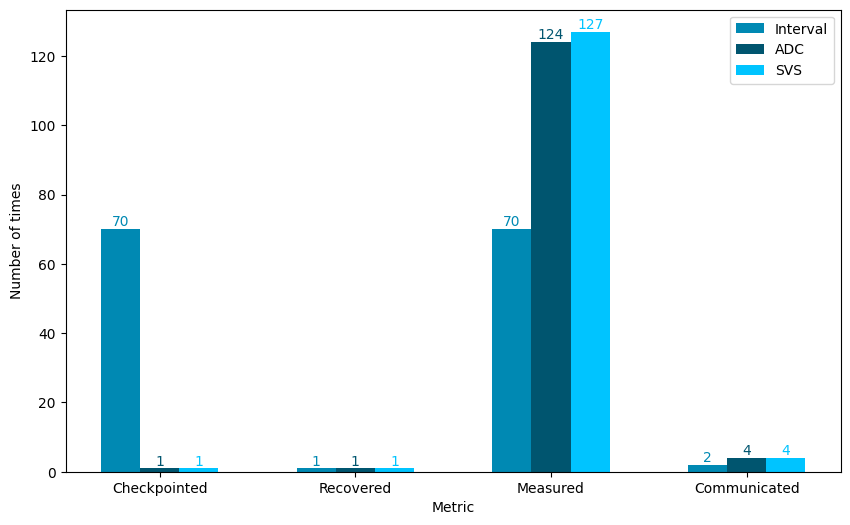 Interval
ADC
SVS
Number of times
120
100
80
60
40
20
0
70
1
1
1
1
1
70
124
127
2
4
4
Checkpointed
Recovered
Measured
Communicated
Metric